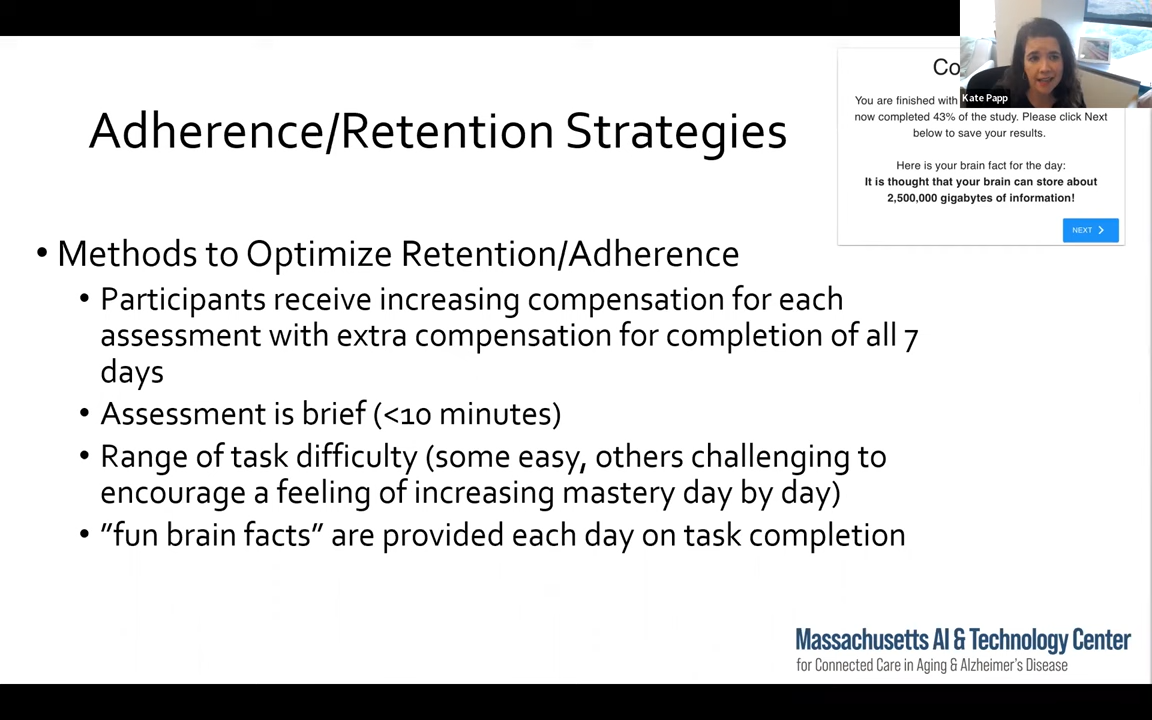 Adherence/Retention Strategies
• Methods to Optimize Retention/Adherence
• Participants receive increasing compensation for each
assessment with extra compensation for completion of all 7
days
• Assessment is brief (<10 minutes)
• Range of task difficulty (some easy, others challenging to
encourage a feeling of increasing mastery day by day)
• ”fun brain facts” are provided each day on task completion
Co
You are finished with
now completed 43% of the study. Please click Next
below to save your results.
Here is your brain fact for the day:
It is thought that your brain can store about
2,500,000 gigabytes of information!
NEXT
Kate Papp
Massachusetts AI & Technology Center
for Connected Care in Aging & Alzheimer's Disease